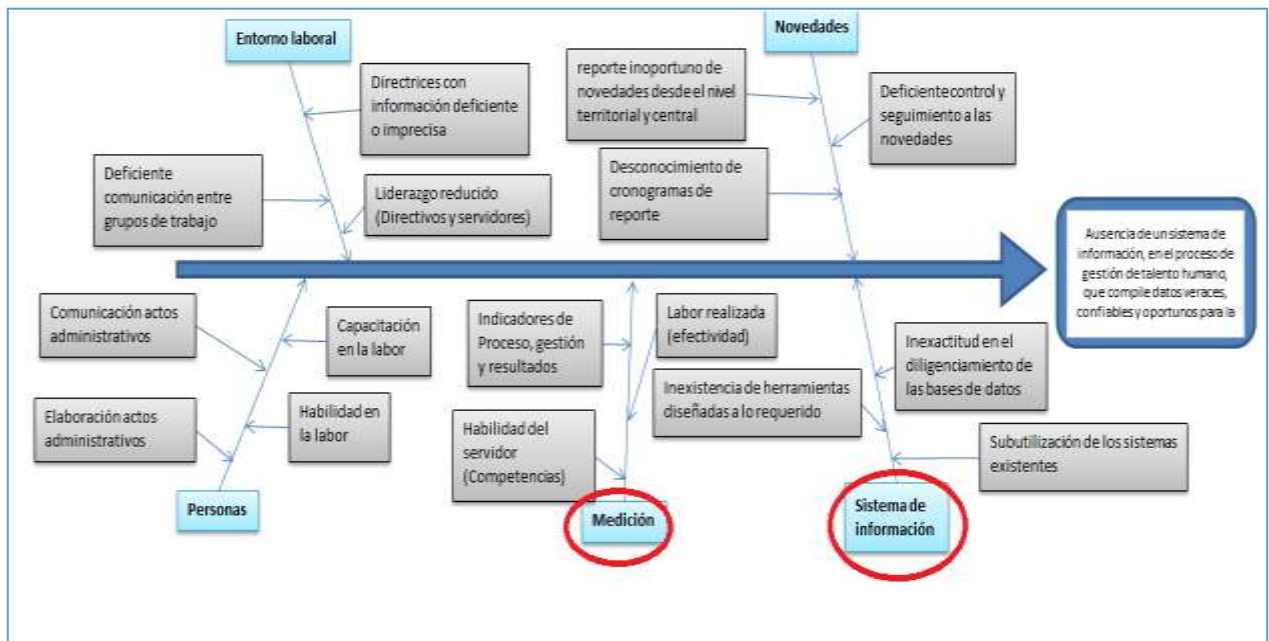 Entorno laboral
Novedades
Directrices con
información deficiente
o imprecisa
reporte inoportuno de
novedades desde el nivel
territorial y central
Deficiente control y
seguimiento a las
novedades
Deficiente
comunicación entre
grupos de trabajo
Liderazgo reducido
(Directivos y servidores)
Desconocimiento de
cronogramas de
reporte
Ausencia de un sistema de
información, en el proceso de
gestión de talento humano,
que compile datos veraces,
confiables y oportunos para la
Comunicación actos
administrativos
Capacitación
en la labor
Indicadores de
Proceso, gestión
y resultados
Labor realizada
(efectividad)
Inexactitud en el
diligenciamiento de
las bases de datos
Inexistencia de herramientas
diseñadas a lo requerido
Elaboración actos
administrativos
Habilidad en
la labor
Habilidad del
servidor
(Competencias)
Subutilización de los sistemas
existentes
Personas
Medición
Sistema de
información